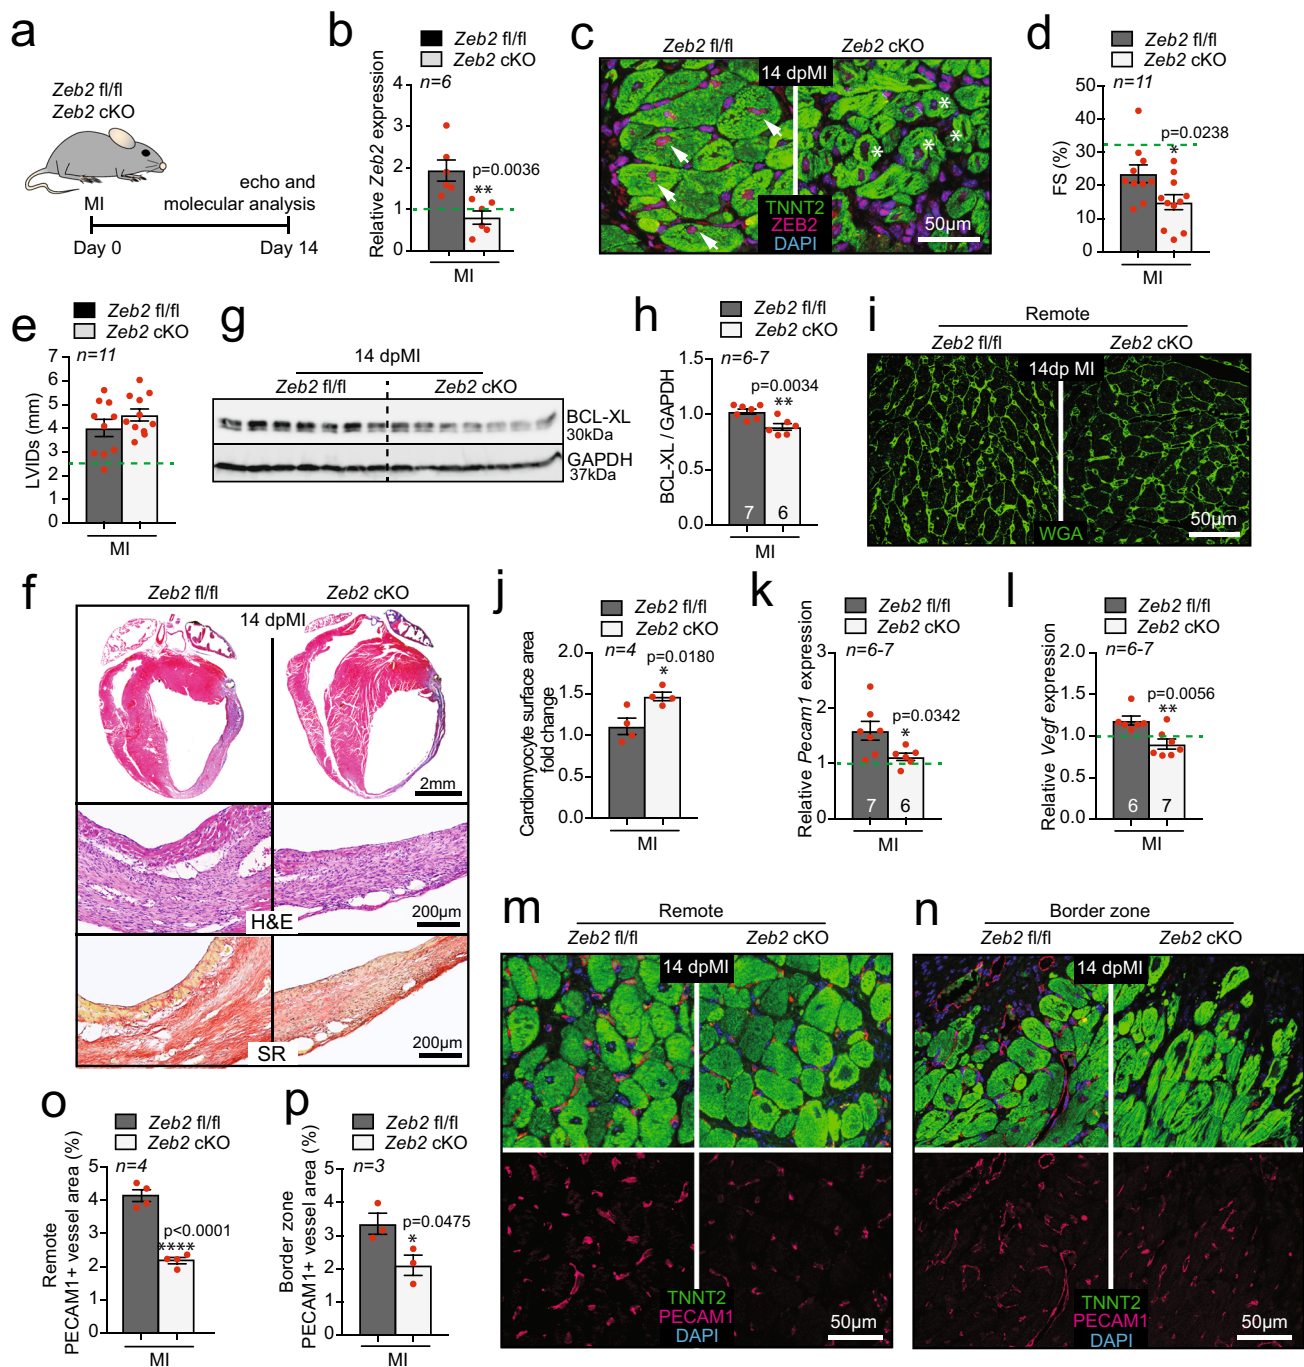 a
Zeb2 fl/fl
Zeb2 cKO
MI
echo and
molecular analysis
Day 0
Day 14
b
Zeb2 fl/fl
Zeb2 cKO
n=6
Relative Zeb2 expression
4
3
2
1
0
p=0.0036
**
MI
c
Zeb2 fl/fl
Zeb2 cKO
14 dpMI
*
*
*
*
TNNT2
ZEB2
DAPI
50µm
d
Zeb2 fl/fl
Zeb2 cKO
n=11
FS (%)
50
40
30
20
10
0
p=0.0238
*
MI
e
Zeb2 fl/fl
Zeb2 cKO
n=11
LVIDs (mm)
7
6
5
4
3
2
1
0
MI
g
14 dpMI
Zeb2 fl/fl
Zeb2 cKO
BCL-XL
30kDa
GAPDH
37kDa
h
Zeb2 fl/fl
Zeb2 cKO
n=6-7
BCL-XL / GAPDH
1.5
1.0
0.5
0.0
p=0.0034
**
7
6
MI
i
Remote
Zeb2 fl/fl
Zeb2 cKO
14dp MI
WGA
50µm
f
Zeb2 fl/fl
Zeb2 cKO
14 dpMI
2mm
H&E
200µm
SR
200µm
j
Zeb2 fl/fl
Zeb2 cKO
n=4
Cardiomyocyte surface area
fold change
2.0
1.5
1.0
0.5
0.0
p=0.0180
*
MI
k
Zeb2 fl/fl
Zeb2 cKO
n=6-7
Relative Pecam1 expression
3
2
1
0
p=0.0342
*
7
6
MI
l
Zeb2 fl/fl
Zeb2 cKO
n=6-7
Relative Vegf expression
2.0
1.5
1.0
0.5
0.0
p=0.0056
**
6
7
MI
m
Remote
Zeb2 fl/fl
Zeb2 cKO
14 dpMI
TNNT2
PECAM1
DAPI
50µm
n
Border zone
Zeb2 fl/fl
Zeb2 cKO
14 dpMI
TNNT2
PECAM1
DAPI
50µm
o
Zeb2 fl/fl
Zeb2 cKO
n=4
Remote
PECAM1+ vessel area (%)
5
4
3
2
1
0
p<0.0001
****
MI
p
Zeb2 fl/fl
Zeb2 cKO
n=3
Border zone
PECAM1+ vessel area (%)
5
4
3
2
1
0
p=0.0475
*
MI